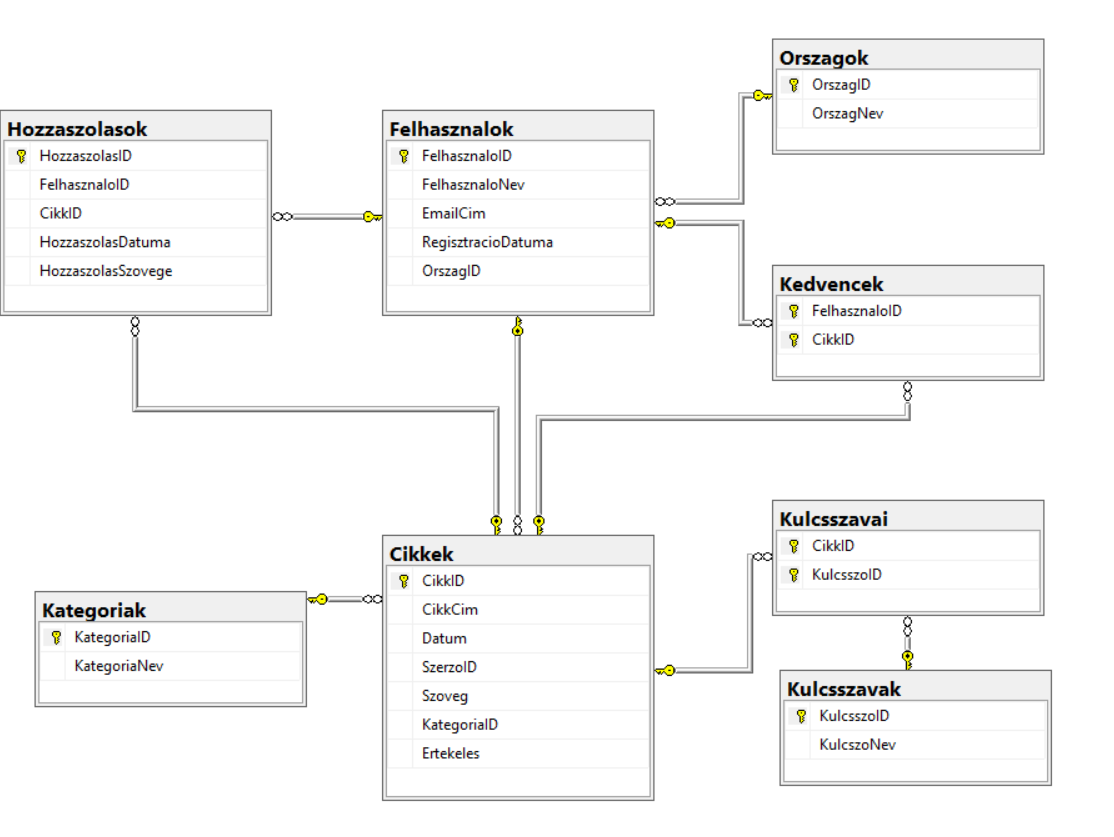 Orszagok
OrszagID
OrszagNev
Hozzaszolasok
HozzaszolasID
FelhasznaloID
CikkID
HozzaszolasDatuma
HozzaszolasSzovege
Felhasznalok
FelhasznaloID
FelhasznaloNev
EmailCim
RegisztracioDatuma
OrszagID
Kedvencek
FelhasznaloID
CikkID
Kulcsszavai
CikkID
KulcsszoID
Cikkek
CikkID
CikkCim
Datum
SzerzoID
Szoveg
KategoriaID
Ertekeles
Kategoriak
KategoriaID
KategoriaNev
Kulcsszavak
KulcsszoID
KulcszoNev